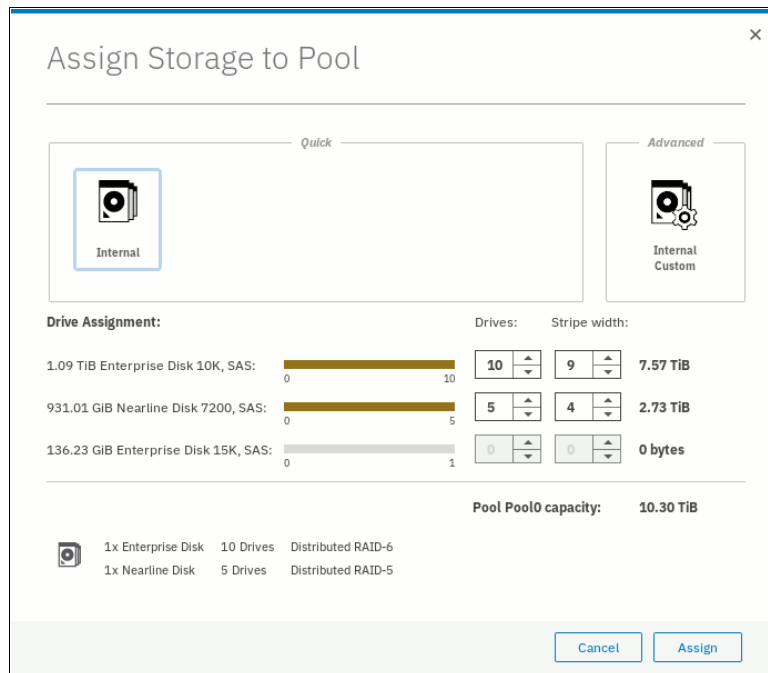 Assign Storage to Pool
Quick
Advanced
Internal
Internal
Custom
Drive Assignment:
Drives:
Stripe width:
1.09 TiB Enterprise Disk 10K, SAS:
0
10
10
9
7.57 TiB
931.01 GiB Nearline Disk 7200, SAS:
0
5
5
4
2.73 TiB
136.23 GiB Enterprise Disk 15K, SAS:
0
1
0
0
0 bytes
Pool Pool0 capacity:
10.30 TiB
1x Enterprise Disk 10 Drives Distributed RAID-6
1x Nearline Disk 5 Drives Distributed RAID-5
Cancel
Assign